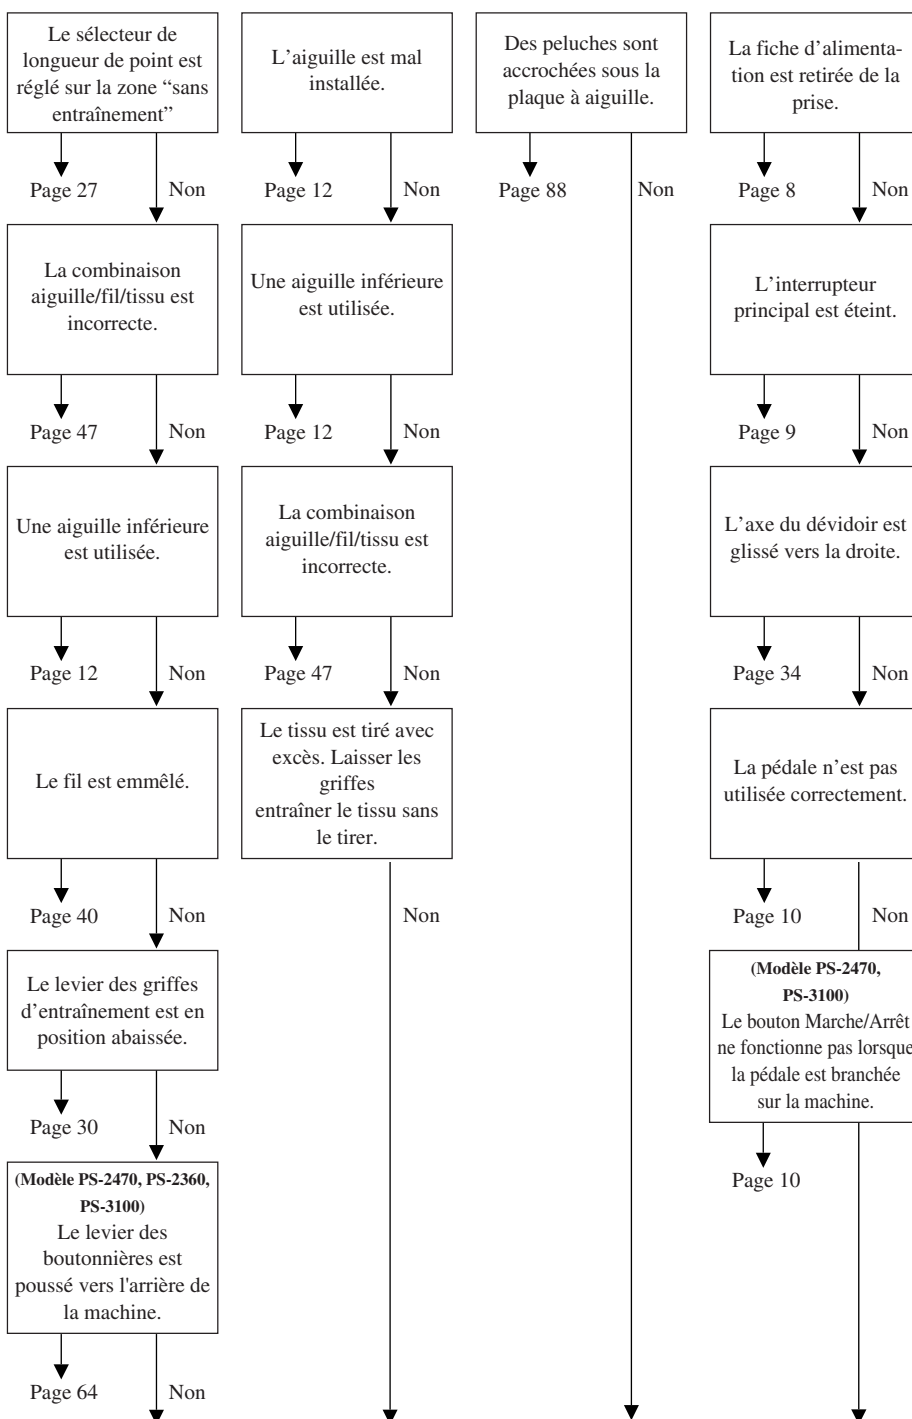 Le sélecteur de
longueur de point est
réglé sur la zone “sans
entraînement”
Page 27
Non
La combinaison
aiguille/fil/tissu est
incorrecte.
Page 47
Non
Une aiguille inférieure
est utilisée.
Page 12
Non
Le fil est emmêlé.
Page 40
Non
Le levier des griffes
d’entraînement est en
position abaissée.
Page 30
Non
(Modèle PS-2470, PS-2360,
PS-3100)
Le levier des
boutonnières est
poussé vers l'arrière de
la machine.
Page 64
Non
L’aiguille est mal
installée.
Page 12
Non
Une aiguille inférieure
est utilisée.
Page 12
Non
La combinaison
aiguille/fil/tissu est
incorrecte.
Page 47
Non
Le tissu est tiré avec
excès. Laisser les
griffes
entraîner le tissu sans
le tirer.
Non
Des peluches sont
accrochées sous la
plaque à aiguille.
Page 88
Non
La fiche d’alimenta-
tion est retirée de la
prise.
Page 8
Non
L’interrupteur
principal est éteint.
Page 9
Non
L’axe du dévidoir est
glissé vers la droite.
Page 34
Non
La pédale n’est pas
utilisée correctement.
Page 10
Non
(Modèle PS-2470,
PS-3100)
Le bouton Marche/Arrêt
ne fonctionne pas lorsque
la pédale est branchée
sur la machine.
Page 10